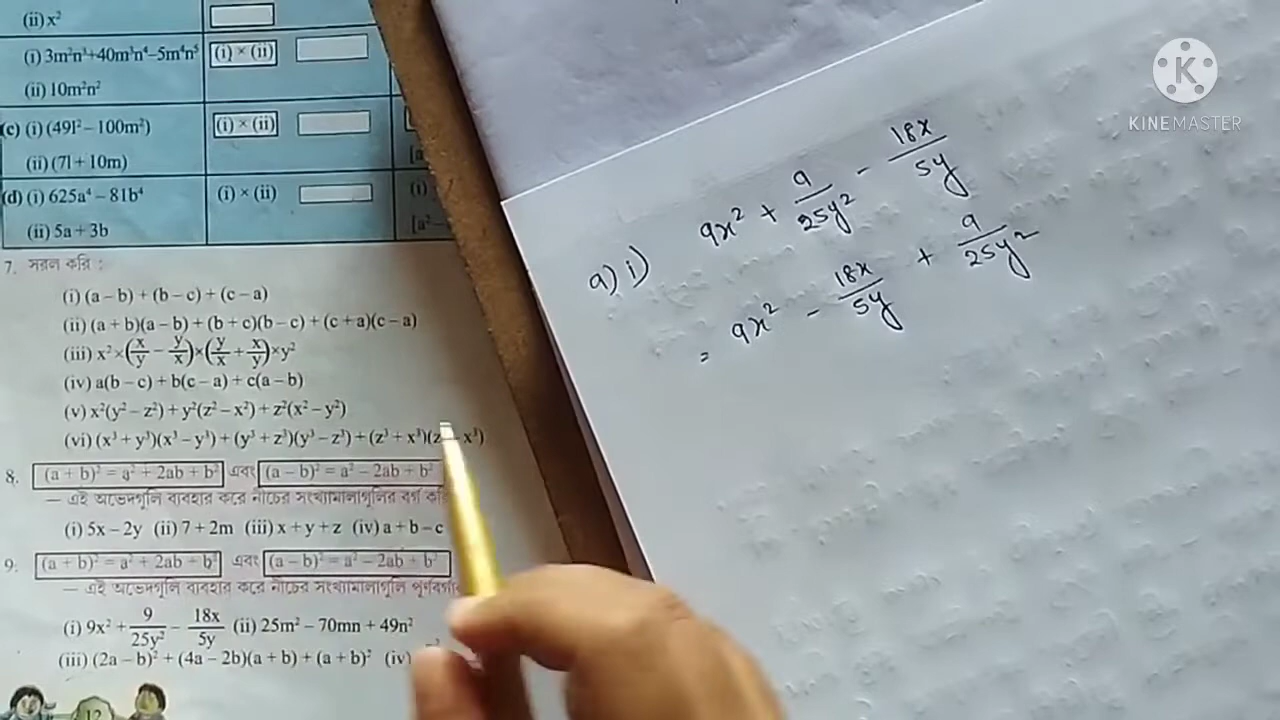 (ii) x²
(i) 3m²n³+40m³n⁴–5m⁴n⁵ (i) × (ii)
(ii) 10m²n²
(c) (i) (49l² – 100m²) (i) × (ii)
(ii) (7l + 10m)
(d) (i) 625a⁴ – 81b⁴ (i) × (ii) (i)
(ii) 5a + 3b [a²–
7. সরল করি :
(i) (a – b) + (b – c) + (c – a)
(ii) (a + b)(a – b) + (b + c)(b – c) + (c + a)(c – a)
(iii) x² × (x/y – y/x) × (y/x + x/y) × y²
(iv) a(b – c) + b(c – a) + c(a – b)
(v) x²(y² – z²) + y²(z² – x²) + z²(x² – y²)
(vi) (x³ + y³)(x³ – y³) + (y³ + z³)(y³ – z³) + (z³ + x³)(z x³)
8. (a + b)² = a² + 2ab + b² এবং (a – b)² = a² – 2ab + b²
— এই অভেদগুলি ব্যবহার করে নীচের সংখ্যামালাগুলির বর্গ করি
(i) 5x – 2y (ii) 7 + 2m (iii) x + y + z (iv) a + b – c
9. (a + b)² = a² + 2ab + b² এবং (a – b)² = a² – 2ab + b²
— এই অভেদগুলি ব্যবহার করে নীচের সংখ্যামালাগুলি
(i) 9x² + 9/25y² – 18x/5y (ii) 25m² – 70mn + 49n²
(iii) (2a – b)² + (4a – 2b)(a + b) + (a + b)² (iv)
12
KINEMASTER
9) i) 9x² + 9/25y² – 18x/5y
= 9x² – 18x/5y + 9/25y²